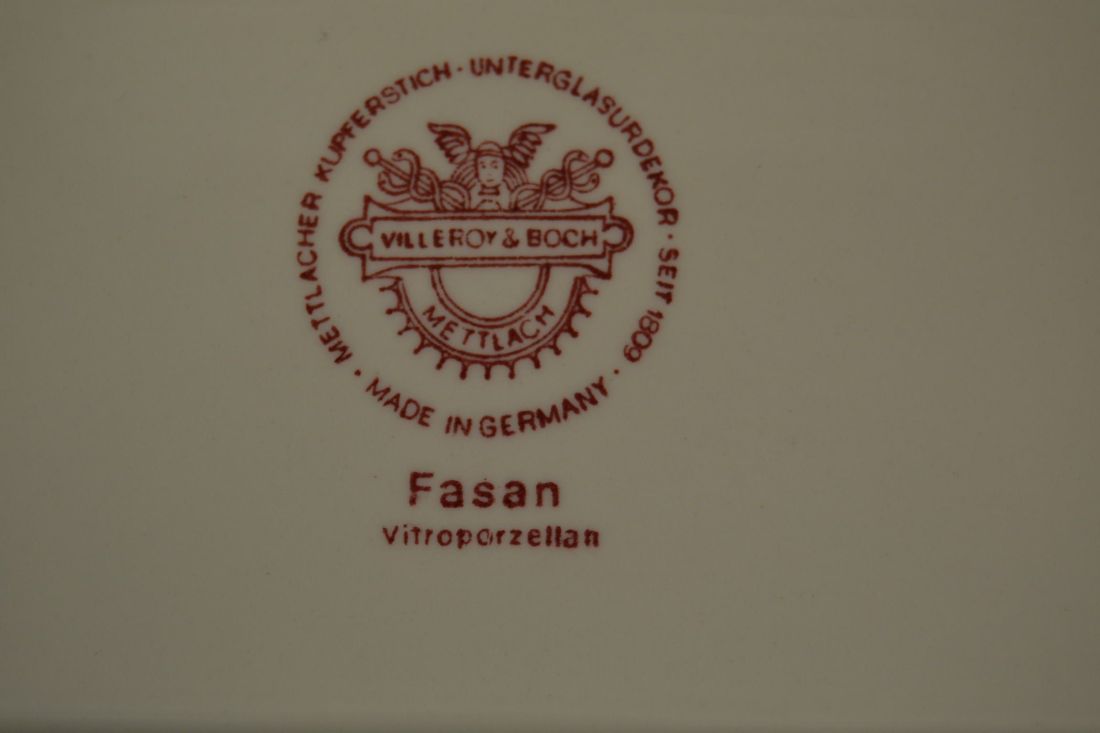 METTLACHER KUPFERSTICH · UNTERGLASURDEKOR · SEIT 1809 ·
VILLEROY & BOCH
METTLACH
· MADE IN GERMANY ·
Fasan
Vitroporzellan